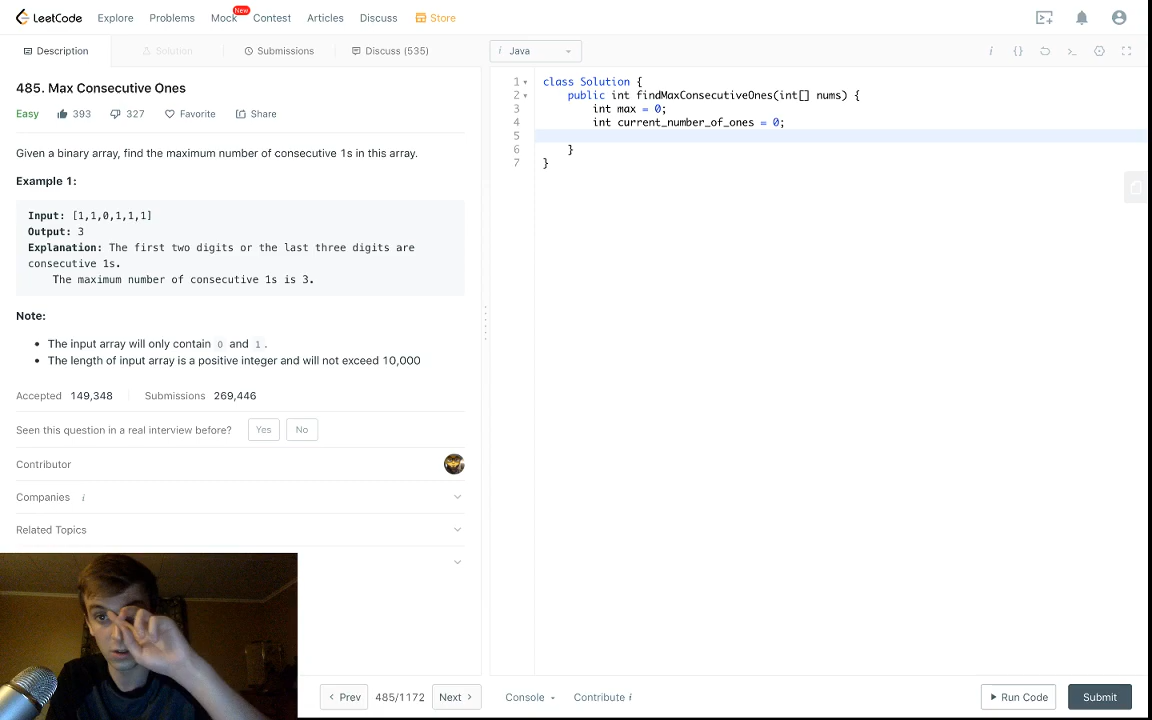 LeetCode Explore Problems Mock New Contest Articles Discuss Store
Description Solution Submissions Discuss (535)
485. Max Consecutive Ones
Easy 393 327 Favorite Share
Given a binary array, find the maximum number of consecutive 1s in this array.
Example 1:
Input: [1,1,0,1,1,1]
Output: 3
Explanation: The first two digits or the last three digits are
consecutive 1s.
The maximum number of consecutive 1s is 3.
Note:
The input array will only contain 0 and 1 .
The length of input array is a positive integer and will not exceed 10,000
Accepted 149,348 Submissions 269,446
Seen this question in a real interview before? Yes No
Contributor
Companies i
Related Topics
i Java
i {} >_
1 class Solution {
2 public int findMaxConsecutiveOnes(int[] nums) {
3 int max = 0;
4 int current_number_of_ones = 0;
5
6 }
7 }
< Prev 485/1172 Next >
Console Contribute i
Run Code Submit